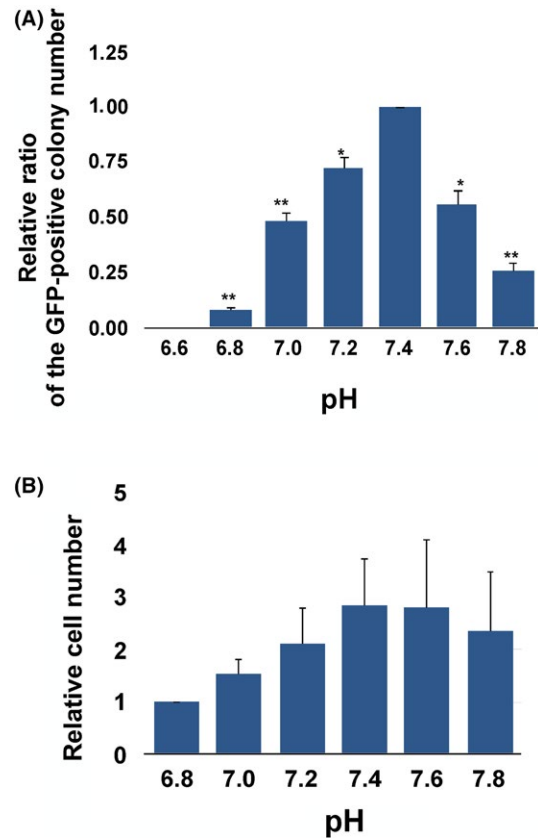 (A)
Relative ratio
of the GFP-positive colony number
1.25
1.00
0.75
0.50
0.25
0.00
**
**
*
*
**
6.6 6.8 7.0 7.2 7.4 7.6 7.8
pH
(B)
Relative cell number
5
4
3
2
1
0
6.8 7.0 7.2 7.4 7.6 7.8
pH